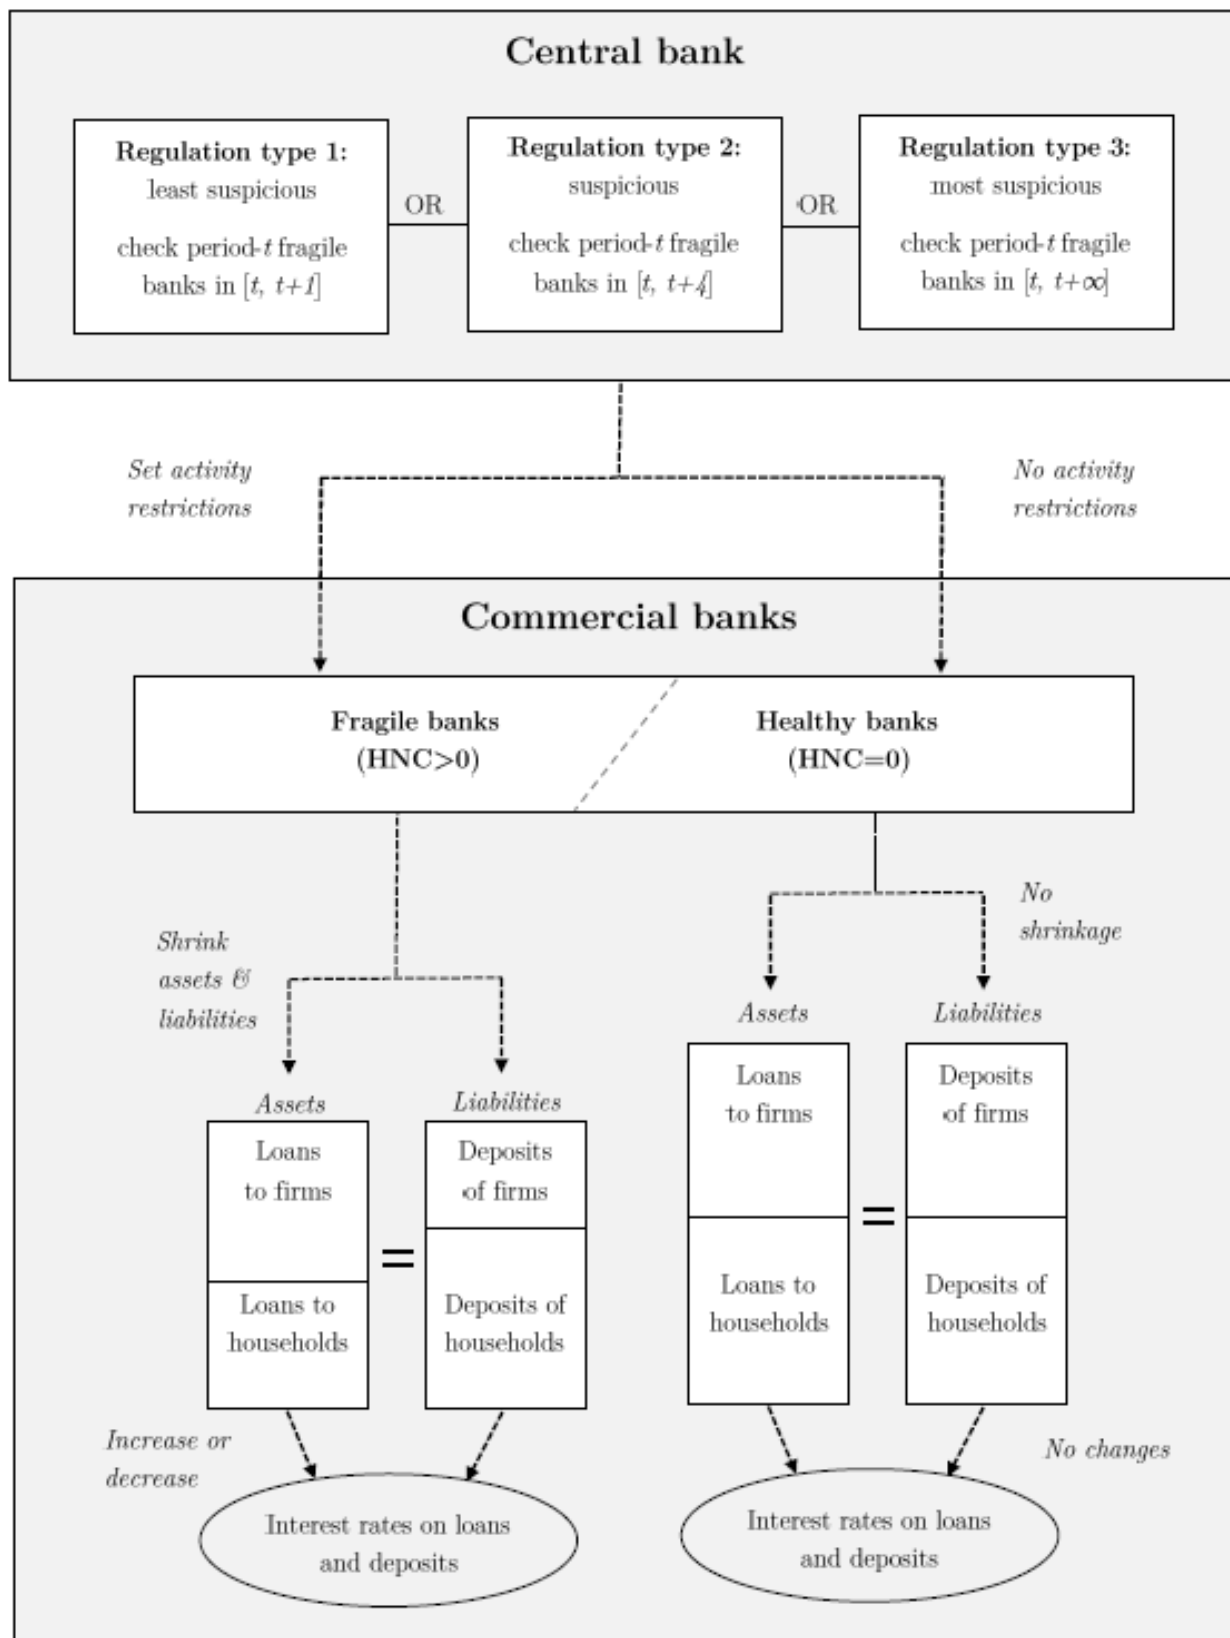 Central bank
Regulation type 1:
least suspicious
check period-t fragile
banks in [t, t+1]
OR
Regulation type 2:
suspicious
check period-t fragile
banks in [t, t+4]
OR
Regulation type 3:
most suspicious
check period-t fragile
banks in [t, t+∞]
Set activity
restrictions
No activity
restrictions
Commercial banks
Fragile banks
(HNC>0)
Healthy banks
(HNC=0)
Shrink
assets &
liabilities
No
shrinkage
Assets
Liabilities
Loans
to firms
Loans to
households
=
Deposits
of firms
Deposits of
households
Assets
Liabilities
Loans
to firms
Loans to
households
=
Deposits
of firms
Deposits of
households
Increase or
decrease
Interest rates on loans
and deposits
No changes
Interest rates on loans
and deposits